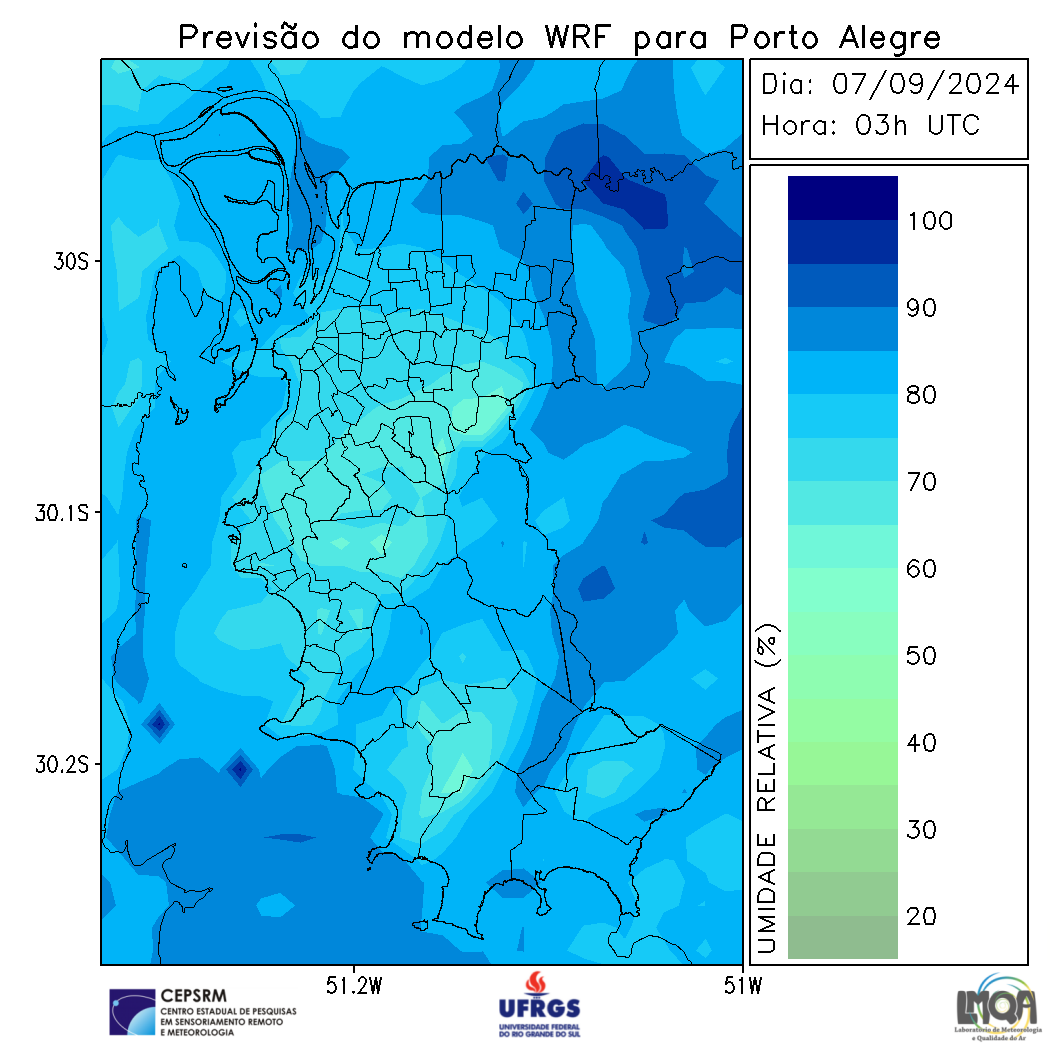 Previsão do modelo WRF para Porto Alegre
Dia: 07/09/2024
Hora: 03h UTC
30S
30.1S
30.2S
51.2W
51W
100
90
80
70
60
50
40
30
20
UMIDADE RELATIVA (%)
CEPSRM
CENTRO ESTADUAL DE PESQUISAS
EM SENSORIAMENTO REMOTO
E METEOROLOGIA
UFRGS
UNIVERSIDADE FEDERAL
DO RIO GRANDE DO SUL
LMQA
Laboratório de Meteorologia
e Qualidade do Ar